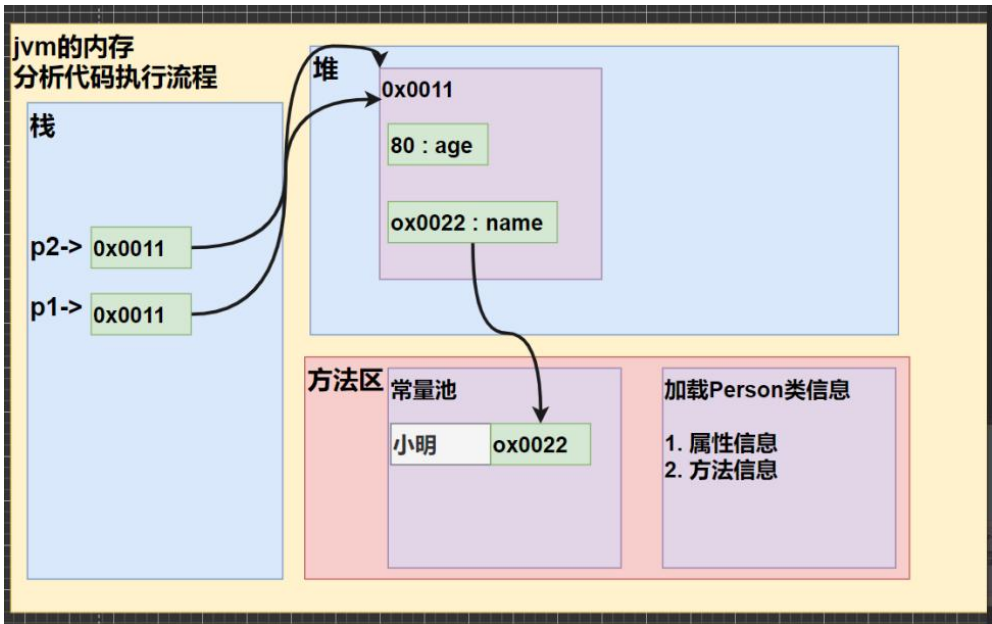 jvm的内存
分析代码执行流程
栈
p2-> 0x0011
p1-> 0x0011
堆
0x0011
80 : age
ox0022 : name
方法区
常量池
小明 ox0022
加载Person类信息
1. 属性信息
2. 方法信息